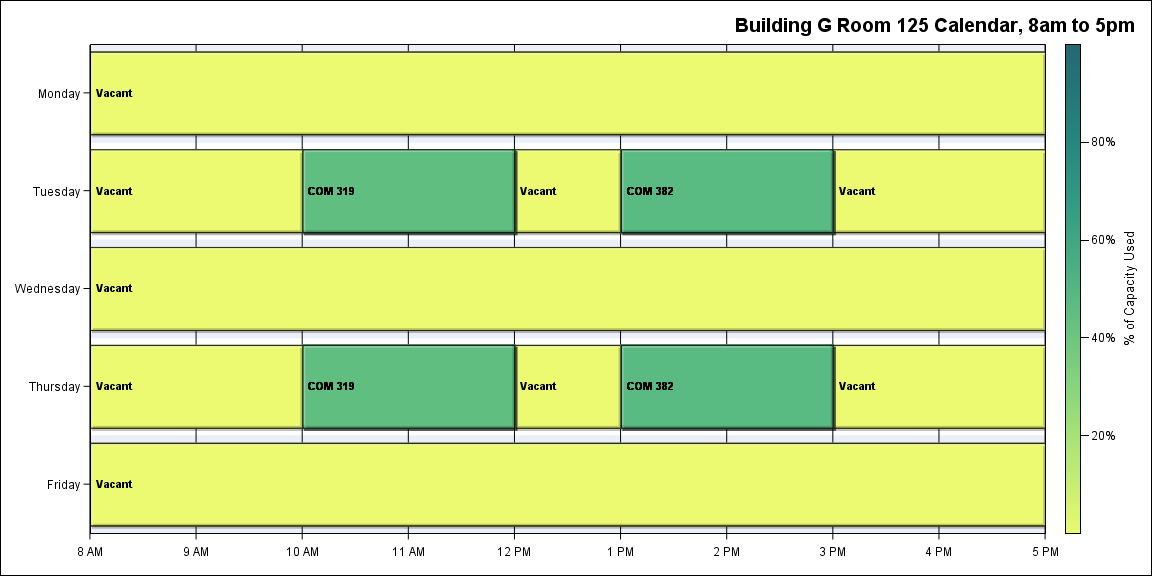 Building G Room 125 Calendar, 8am to 5pm
Monday
Vacant
Tuesday
Vacant
COM 319
Vacant
COM 382
Vacant
Wednesday
Vacant
Thursday
Vacant
COM 319
Vacant
COM 382
Vacant
Friday
Vacant
8 AM
9 AM
10 AM
11 AM
12 PM
1 PM
2 PM
3 PM
4 PM
5 PM
80%
60%
40%
20%
% of Capacity Used